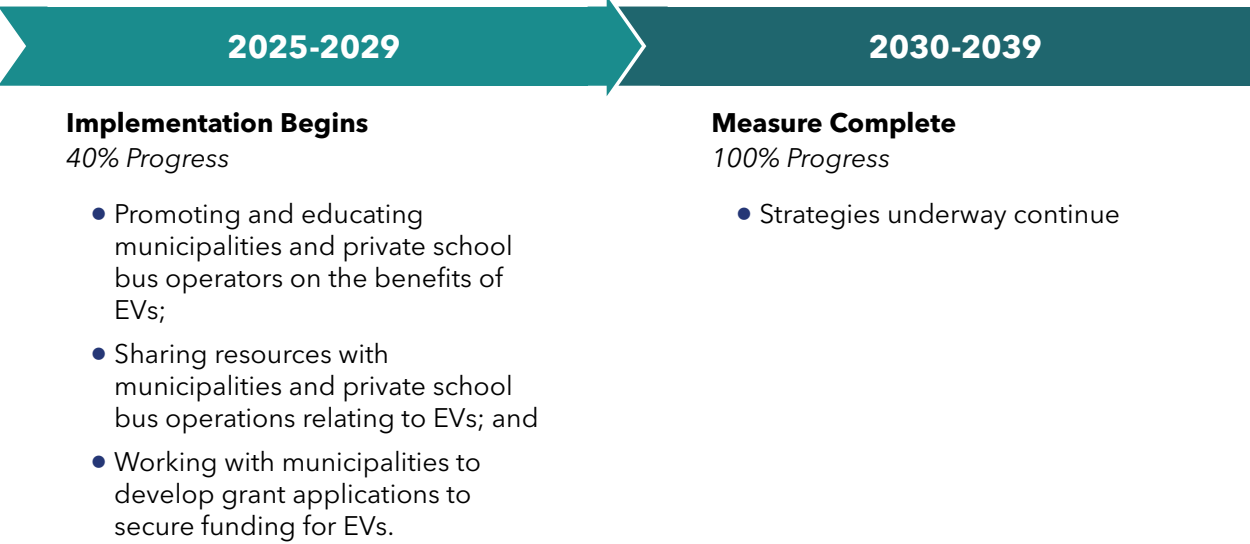 2025-2029
2030-2039
Implementation Begins
40% Progress
• Promoting and educating
municipalities and private school
bus operators on the benefits of
EVs;
• Sharing resources with
municipalities and private school
bus operations relating to EVs; and
• Working with municipalities to
develop grant applications to
secure funding for EVs.
Measure Complete
100% Progress
• Strategies underway continue